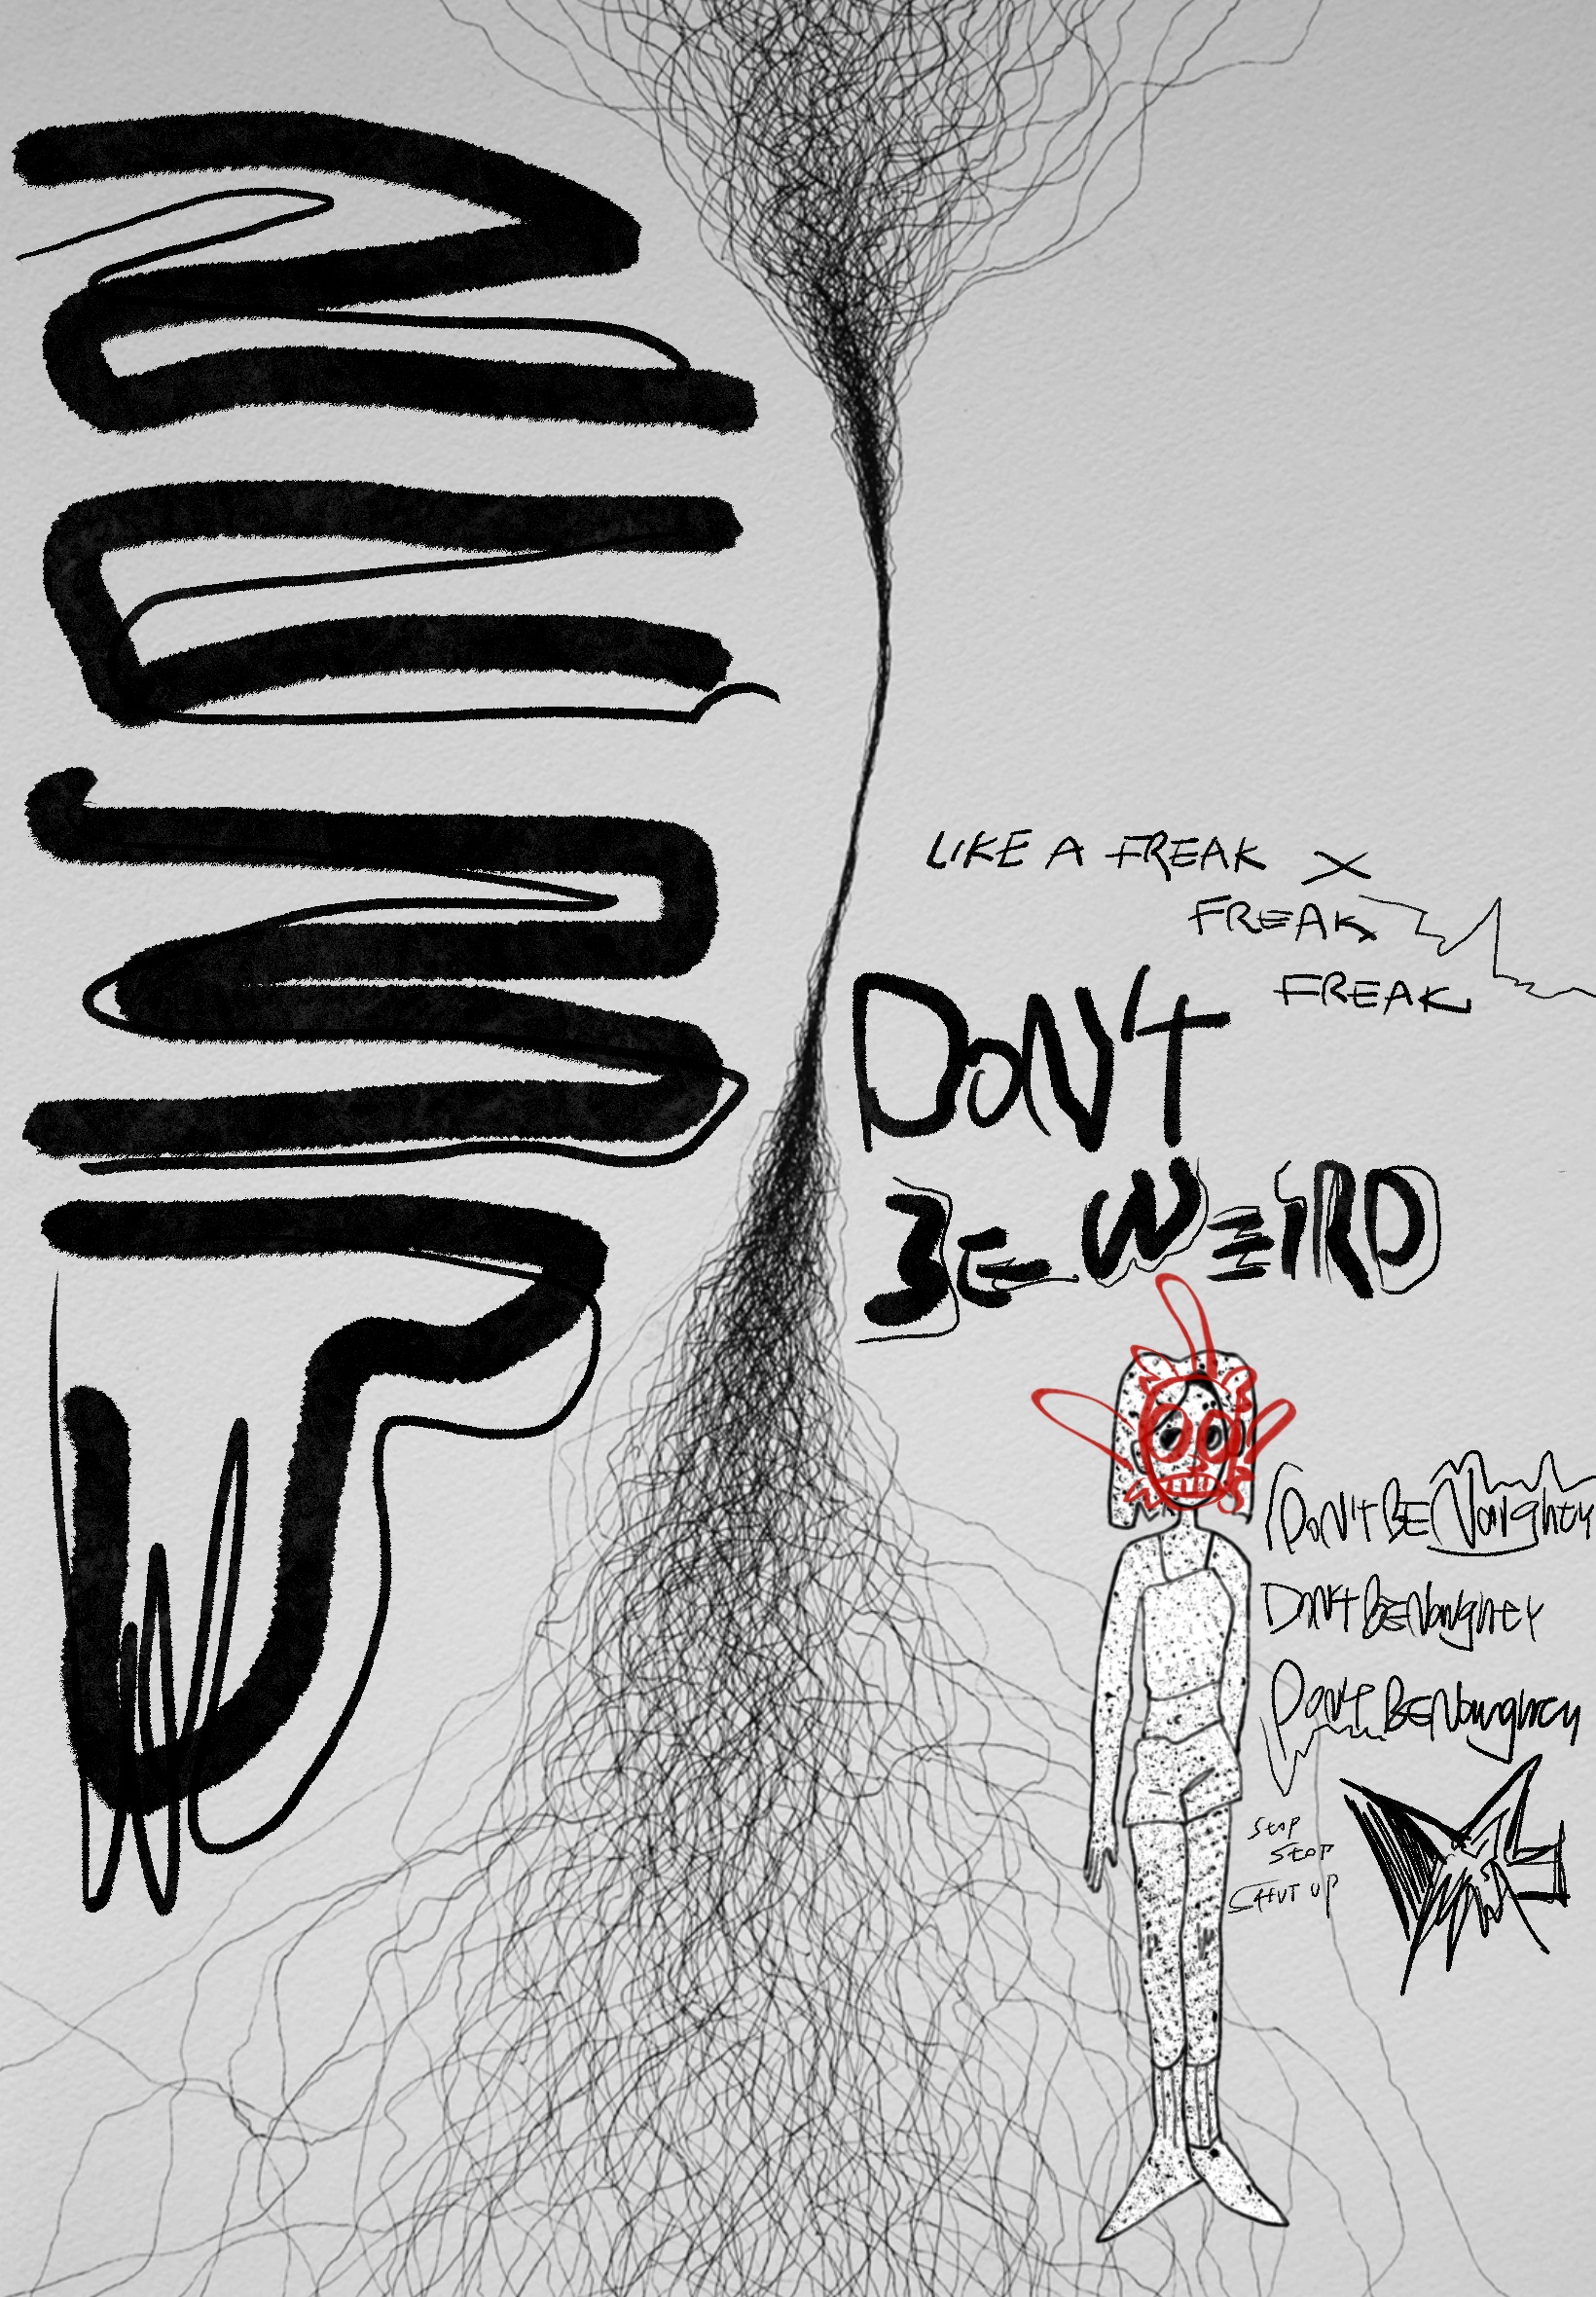 LIKE A FREAK X
FREAK
FREAK
DON'T
BE WEIRD
DON'T BE Naughty
DON'T BE Naughty
Don't BE Naughty
Stop
Stop
SHUT UP